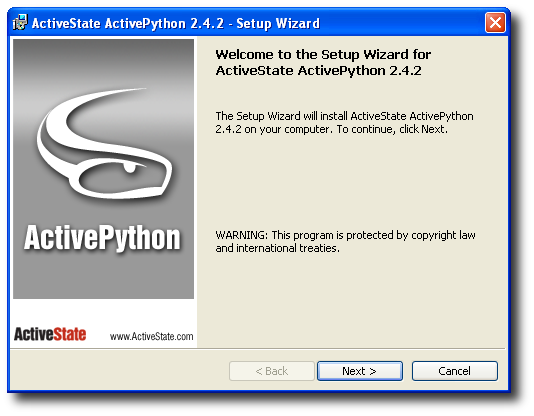 ActiveState ActivePython 2.4.2 - Setup Wizard
Welcome to the Setup Wizard for
ActiveState ActivePython 2.4.2
The Setup Wizard will install ActiveState ActivePython
2.4.2 on your computer. To continue, click Next.
ActivePython
WARNING: This program is protected by copyright law
and international treaties.
ActiveState www.ActiveState.com
< Back Next > Cancel